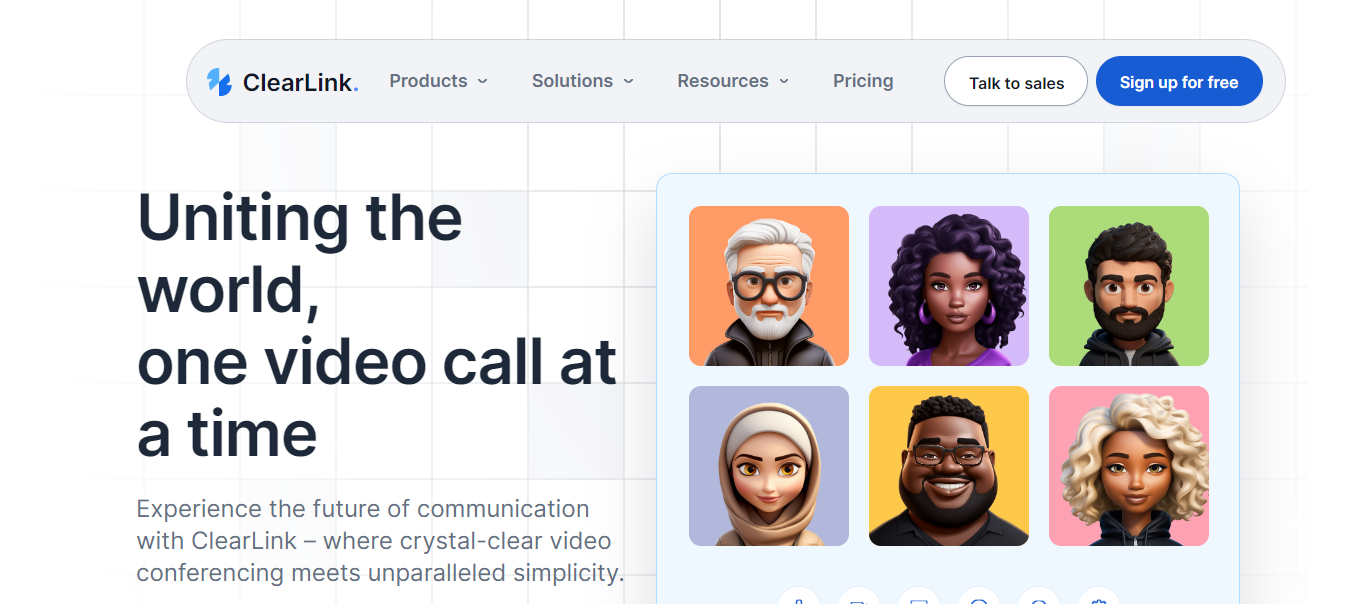 ClearLink.
Products
Solutions
Resources
Pricing
Talk to sales
Sign up for free
Uniting the
world,
one video call at
a time
Experience the future of communication
with ClearLink – where crystal-clear video
conferencing meets unparalleled simplicity.